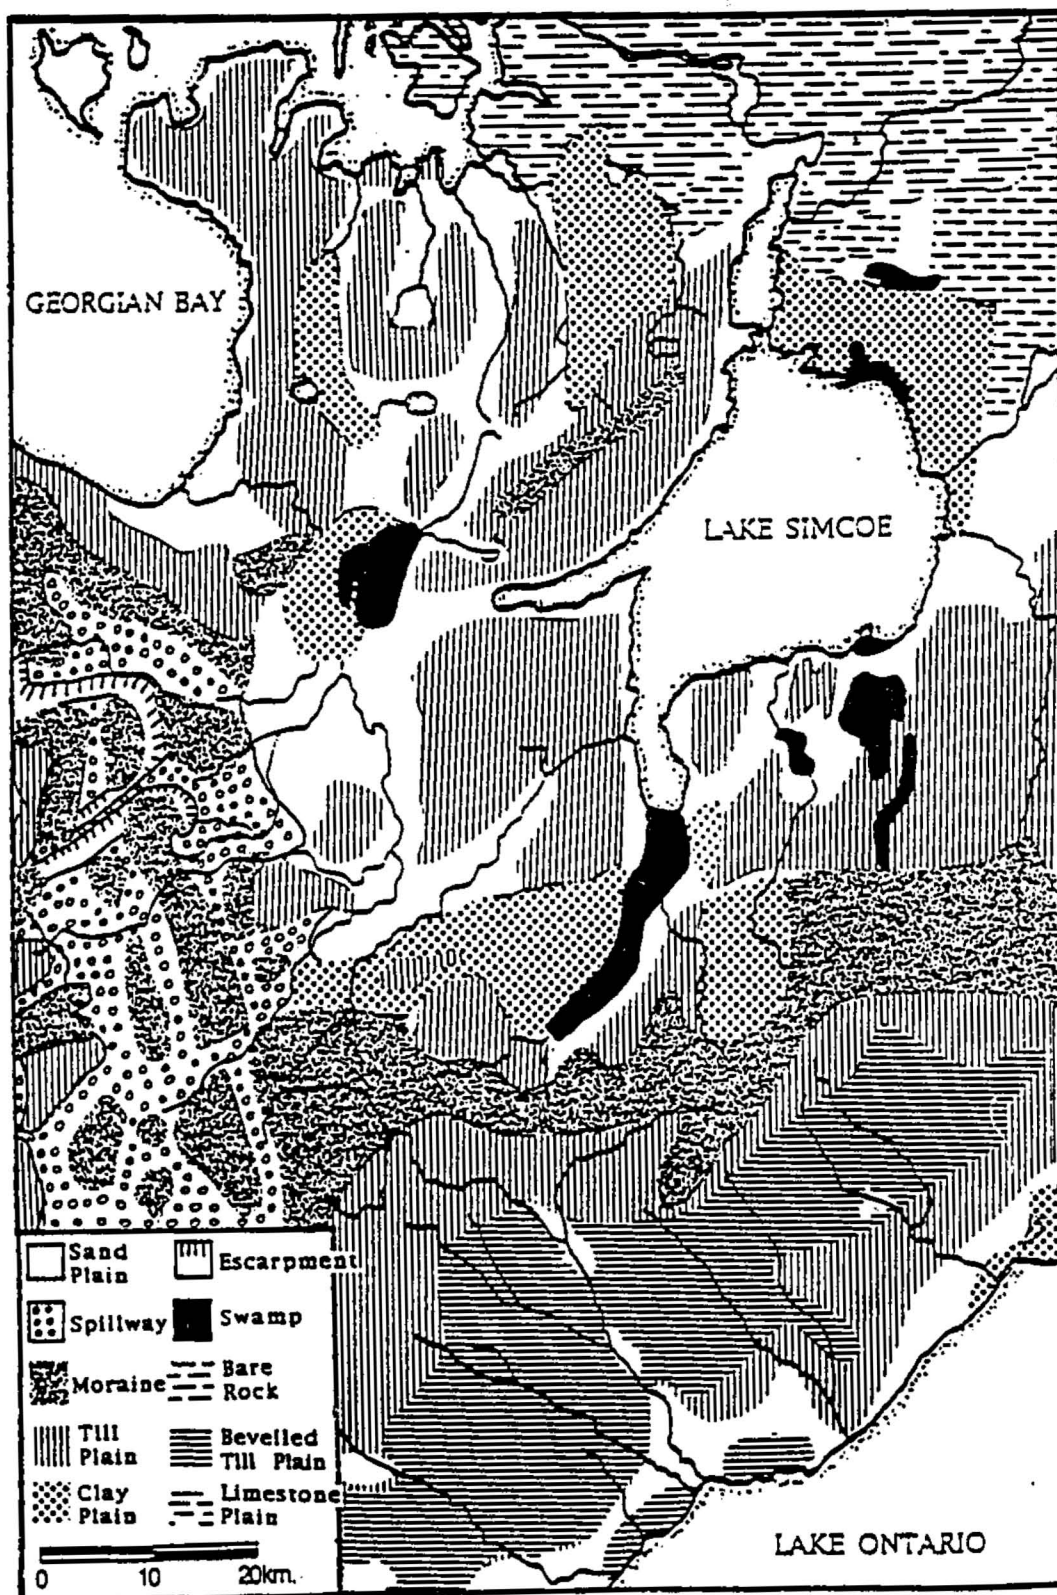 GEORGIAN BAY
LAKE SIMCOE
Sand
Plain
Escarpment
Spillway
Swamp
Moraine
Bare
Rock
Till
Plain
Bevelled
Till Plain
Clay
Plain
Limestone
Plain
0 10 20km.
LAKE ONTARIO